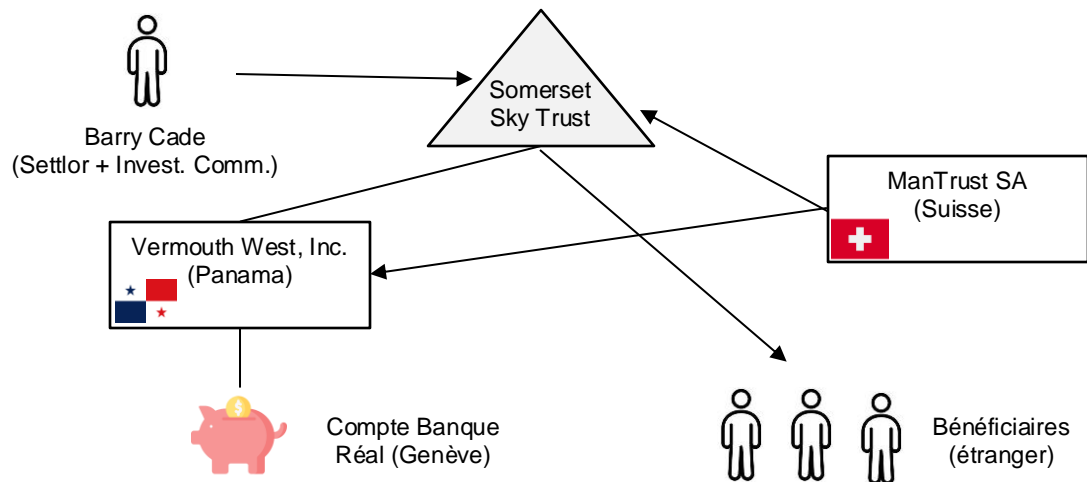 Somerset
Sky Trust
Barry Cade
(Settlor + Invest. Comm.)
ManTrust SA
(Suisse)
Vermouth West, Inc.
(Panama)
$
Compte Banque
Réal (Genève)
Bénéficiaires
(étranger)